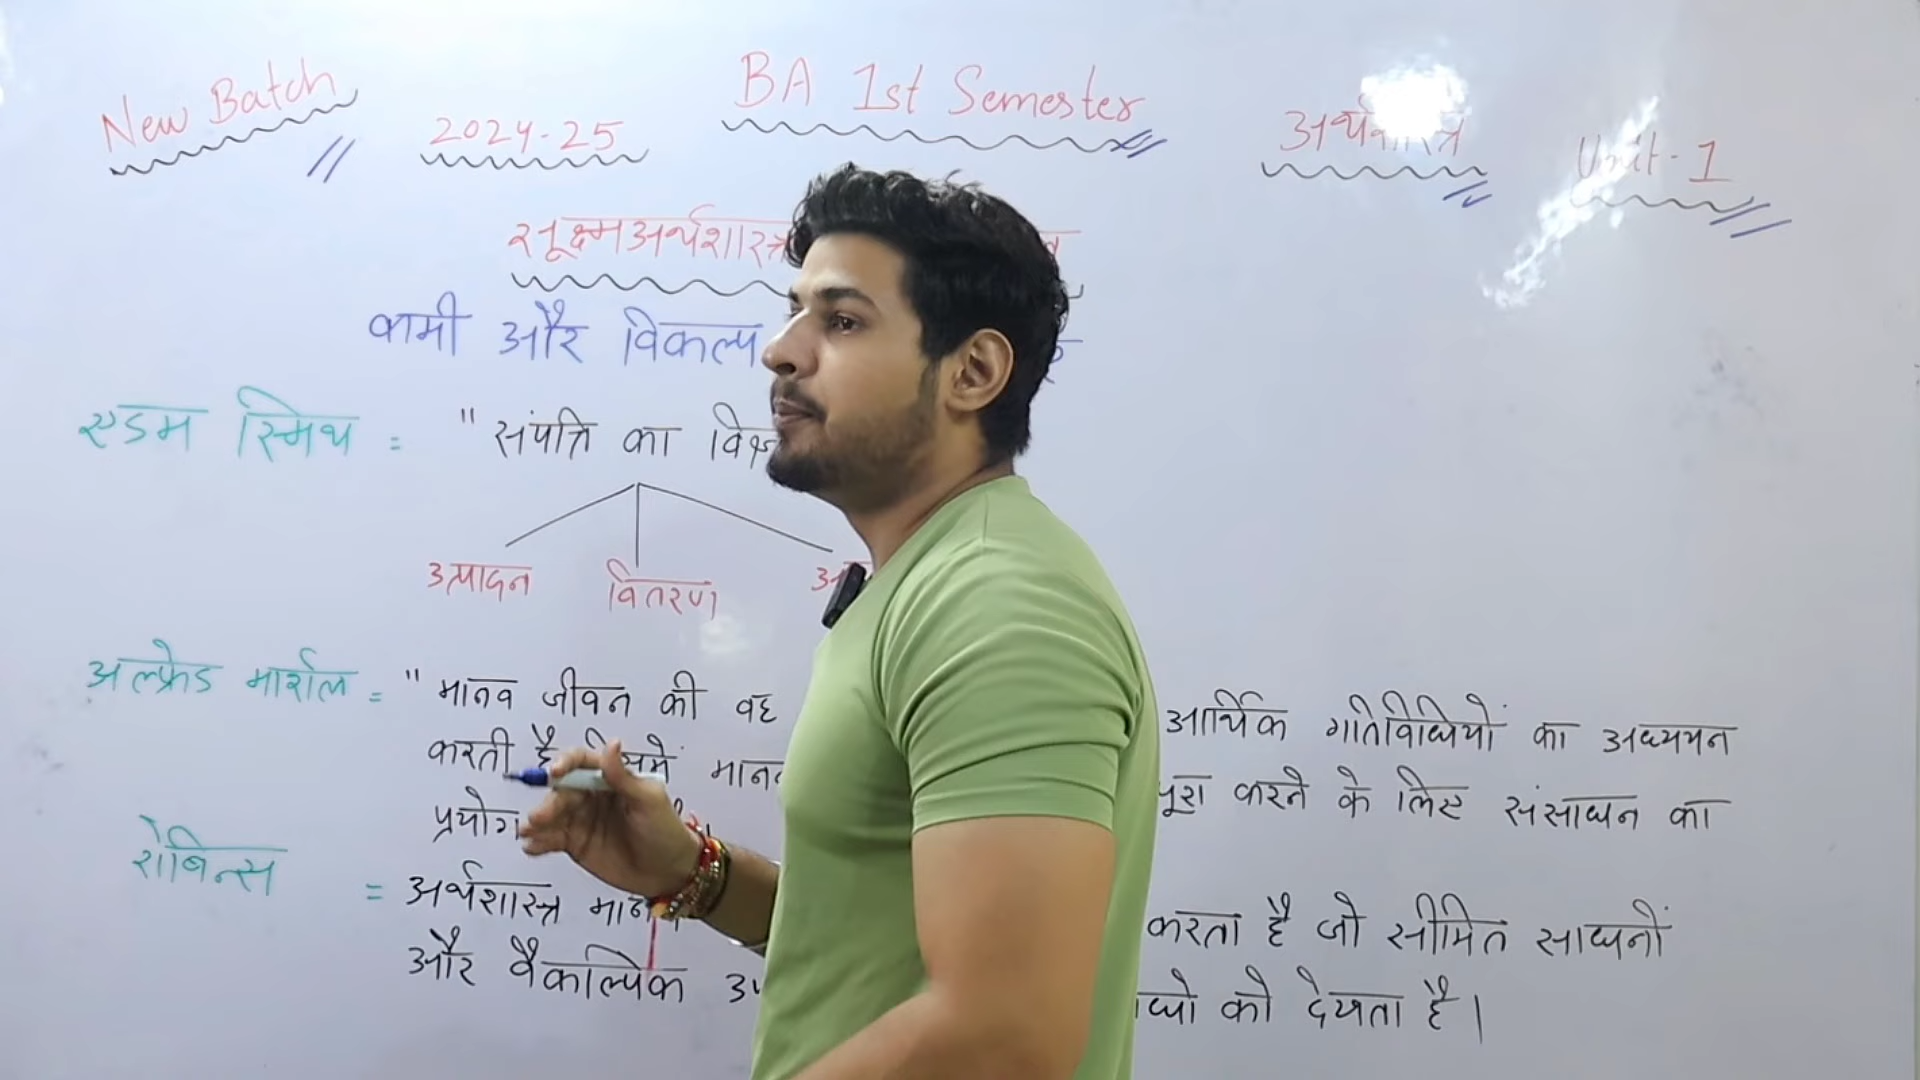 New Batch 2024-25 BA 1st Semester अर्थशास्त्र Unit-1
सूक्ष्मअर्थशास्त्र
कामी और विकल्प
एडम स्मिथ = " संपत्ति का
उत्पादन वितरण
अल्फ्रेड मार्शल = " मानव जीवन की वह आर्थिक गतिविधियों का अध्ययन
करती है जिसमें पूरा करने के लिए संसाधन का
प्रयोग
रोबिन्स = अर्थशास्त्र मानव करता है जो सीमित साधनों
और वैकल्पिक को देखता है।